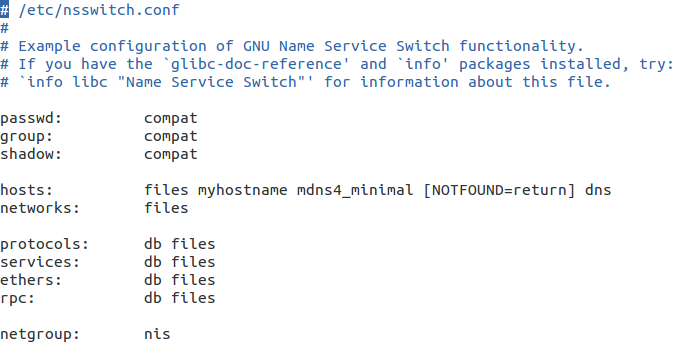 # /etc/nsswitch.conf
#
# Example configuration of GNU Name Service Switch functionality.
# If you have the `glibc-doc-reference' and `info' packages installed, try:
# `info libc "Name Service Switch"' for information about this file.
passwd:         compat
group:          compat
shadow:         compat
hosts:          files myhostname mdns4_minimal [NOTFOUND=return] dns
networks:       files
protocols:      db files
services:       db files
ethers:         db files
rpc:            db files
netgroup:       nis